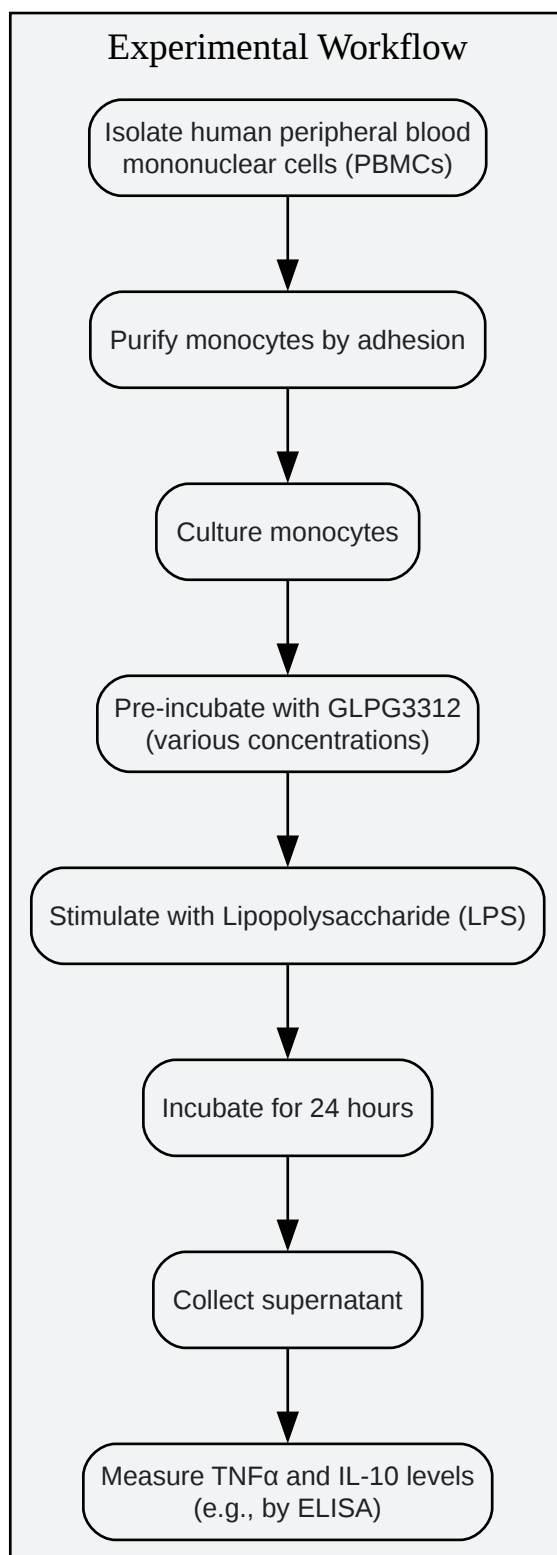 Experimental Workflow
Isolate human peripheral blood
mononuclear cells (PBMCs)
Purify monocytes by adhesion
Culture monocytes
Pre-incubate with GLPG3312
(various concentrations)
Stimulate with Lipopolysaccharide (LPS)
Incubate for 24 hours
Collect supernatant
Measure TNFα and IL-10 levels
(e.g., by ELISA)